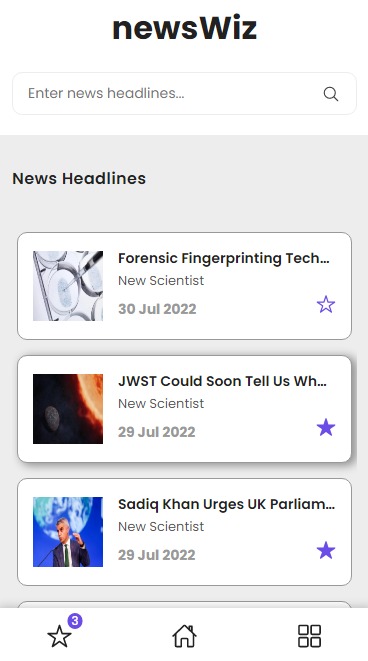 newsWiz
Enter news headlines...
News Headlines
Forensic Fingerprinting Tech...
New Scientist
30 Jul 2022
JWST Could Soon Tell Us Wh...
New Scientist
29 Jul 2022
Sadiq Khan Urges UK Parliam...
New Scientist
29 Jul 2022
3